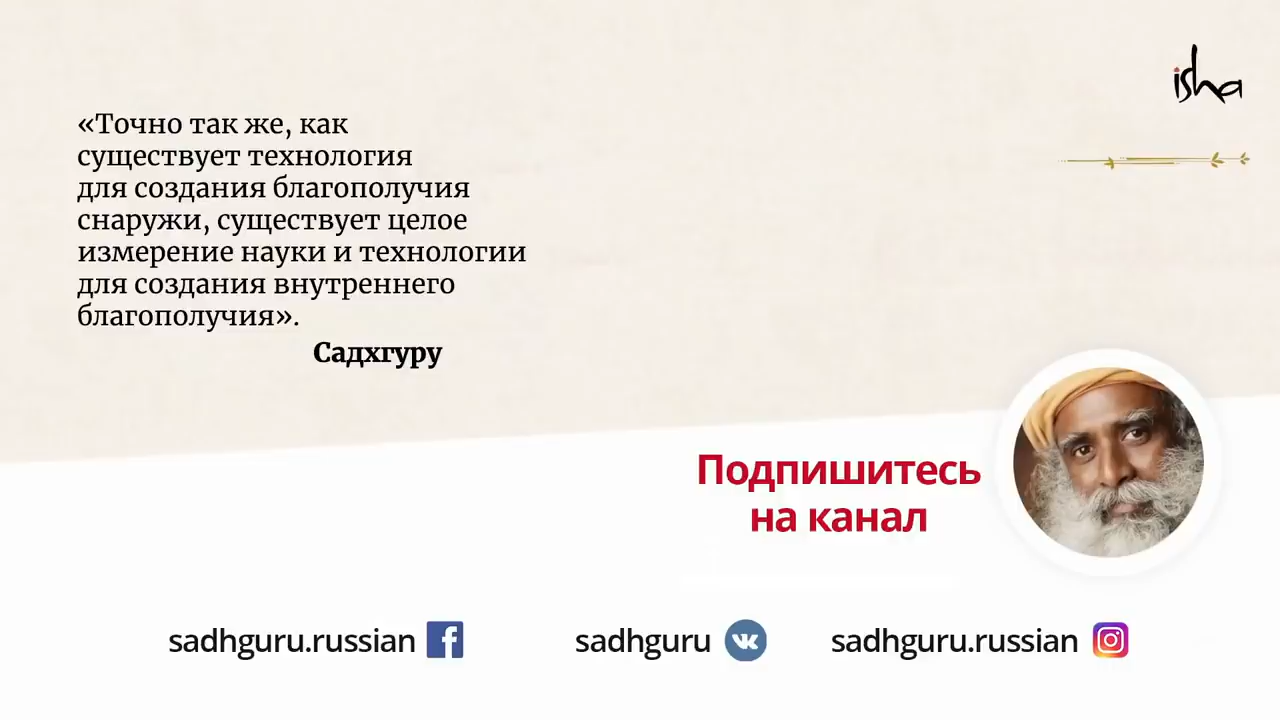 isha
«Точно так же, как
существует технология
для создания благополучия
снаружи, существует целое
измерение науки и технологии
для создания внутреннего
благополучия».
Садхгуру
Подпишитесь
на канал
sadhguru.russian
sadhguru
sadhguru.russian